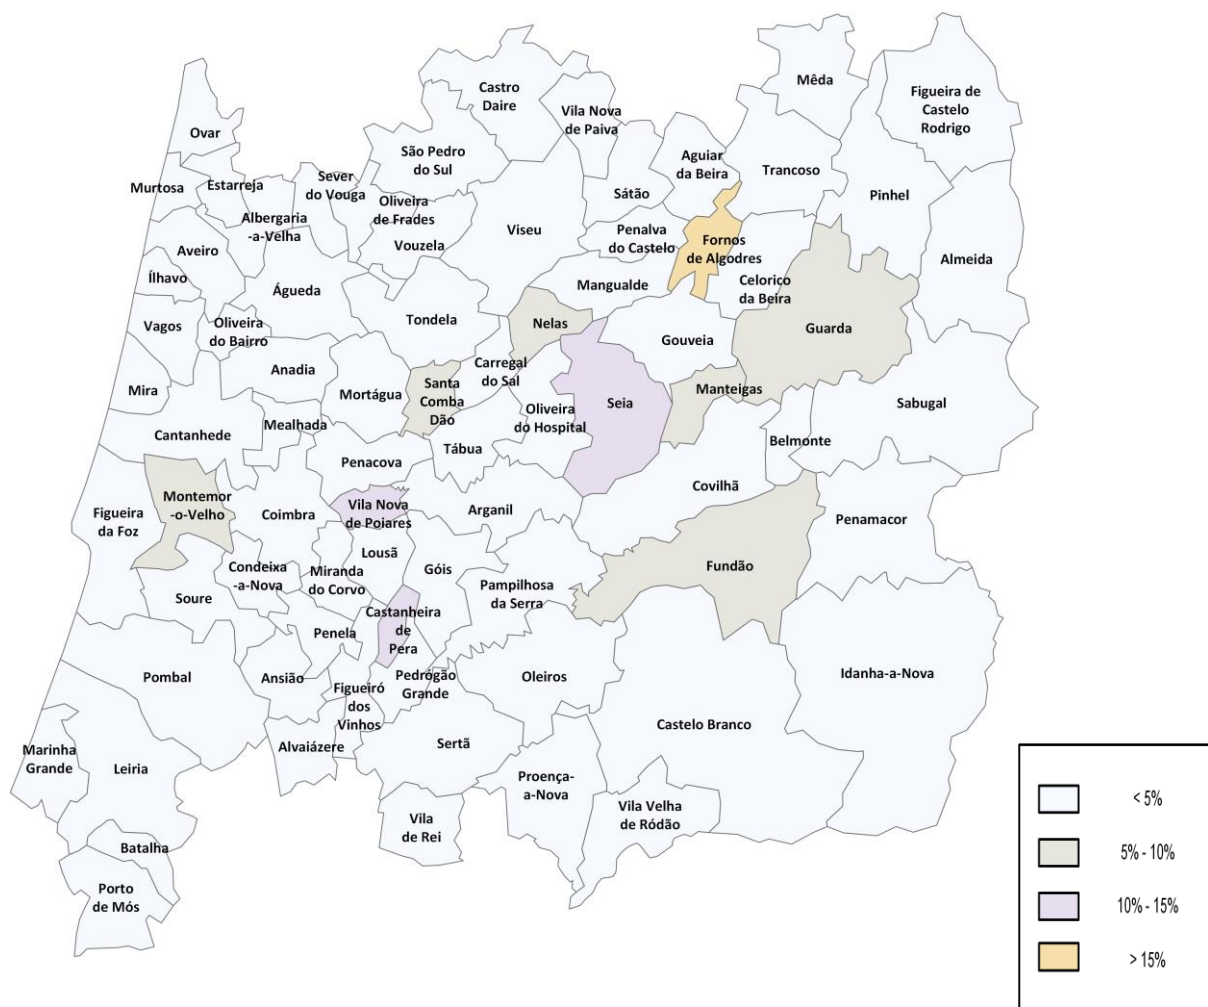 Mêda
Castro
Daire
Figueira de
Castelo
Rodrigo
Vila Nova
de Paiva
Ovar
São Pedro
do Sul
Aguiar
da Beira
Trancoso
Murtosa
Estarreja
Sever
do Vouga
Oliveira
de Frades
Sátão
Pinhel
Albergaria
-a-Velha
Viseu
Penalva
do Castelo
Fornos
de Algodres
Aveiro
Vouzela
Almeida
Ílhavo
Águeda
Mangualde
Celorico
da Beira
Vagos
Oliveira
do Bairro
Tondela
Nelas
Gouveia
Guarda
Anadia
Carregal
do Sal
Mira
Mortágua
Santa
Comba
Dão
Seia
Manteigas
Sabugal
Oliveira
do Hospital
Cantanhede
Mealhada
Tábua
Belmonte
Penacova
Covilhã
Montemor
-o-Velho
Figueira
da Foz
Coimbra
Vila Nova
de Poiares
Arganil
Penamacor
Lousã
Condeixa
-a-Nova
Miranda
do Corvo
Góis
Fundão
Soure
Pampilhosa
da Serra
Castanheira
de
Pera
Penela
Pombal
Ansião
Pedrógão
Grande
Oleiros
Idanha-a-Nova
Figueiró
dos
Vinhos
Castelo Branco
Marinha
Grande
Leiria
Alvaiázere
Sertã
Proença-
a-Nova
Vila
de Rei
Vila Velha
de Ródão
Batalha
Porto
de Mós
< 5%
5% - 10%
10% - 15%
> 15%